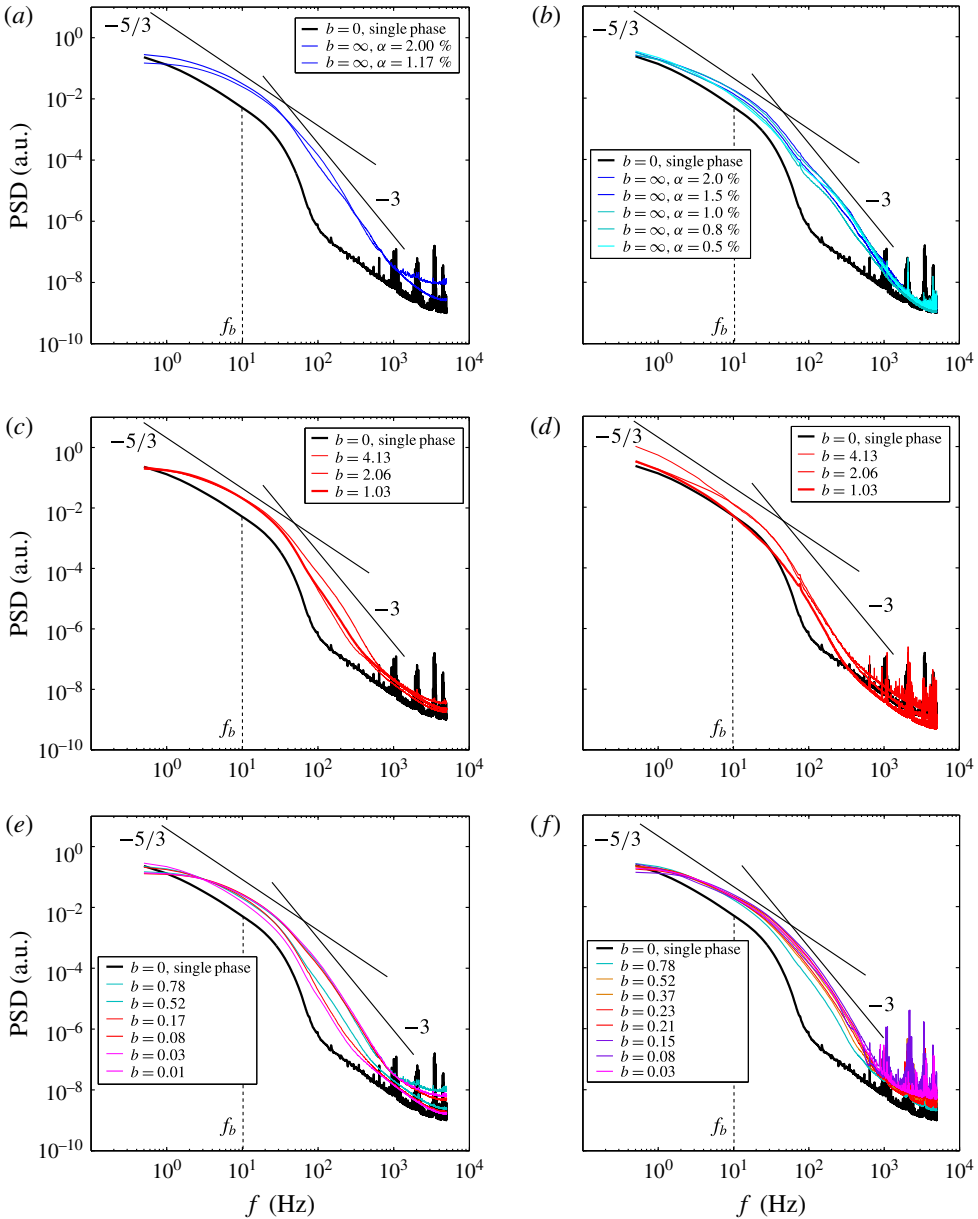 (a)
−5/3
b = 0, single phase
b = ∞, α = 2.00 %
b = ∞, α = 1.17 %
10^0
10^−2
10^−4
10^−6
10^−8
10^−10
PSD (a.u.)
−3
f_b
10^0 10^1 10^2 10^3 10^4
(b)
−5/3
b = 0, single phase
b = ∞, α = 2.0 %
b = ∞, α = 1.5 %
b = ∞, α = 1.0 %
b = ∞, α = 0.8 %
b = ∞, α = 0.5 %
−3
f_b
10^0 10^1 10^2 10^3 10^4
(c)
−5/3
b = 0, single phase
b = 4.13
b = 2.06
b = 1.03
10^0
10^−2
10^−4
10^−6
10^−8
10^−10
PSD (a.u.)
−3
f_b
10^0 10^1 10^2 10^3 10^4
(d)
−5/3
b = 0, single phase
b = 4.13
b = 2.06
b = 1.03
−3
f_b
10^0 10^1 10^2 10^3 10^4
(e)
−5/3
10^0
10^−2
10^−4
10^−6
10^−8
10^−10
PSD (a.u.)
b = 0, single phase
b = 0.78
b = 0.52
b = 0.17
b = 0.08
b = 0.03
b = 0.01
−3
f_b
10^0 10^1 10^2 10^3 10^4
f (Hz)
(f)
−5/3
b = 0, single phase
b = 0.78
b = 0.52
b = 0.37
b = 0.23
b = 0.21
b = 0.15
b = 0.08
b = 0.03
−3
f_b
10^0 10^1 10^2 10^3 10^4
f (Hz)